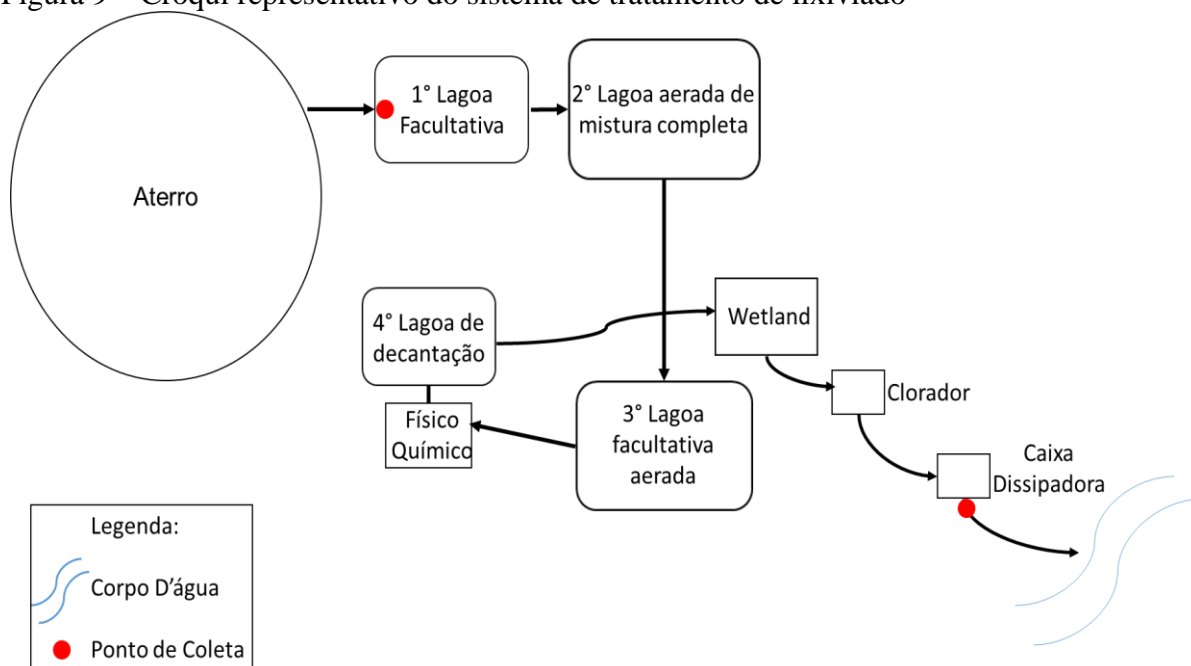 Figura 9 – Croqui representativo do sistema de tratamento de lixiviado
Aterro
1° Lagoa
Facultativa
2° Lagoa aerada de
mistura completa
3° Lagoa
facultativa
aerada
Físico
Químico
4° Lagoa de
decantação
Wetland
Clorador
Caixa
Dissipadora
Legenda:
Corpo D’água
Ponto de Coleta